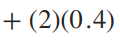 + (2)(0.4)